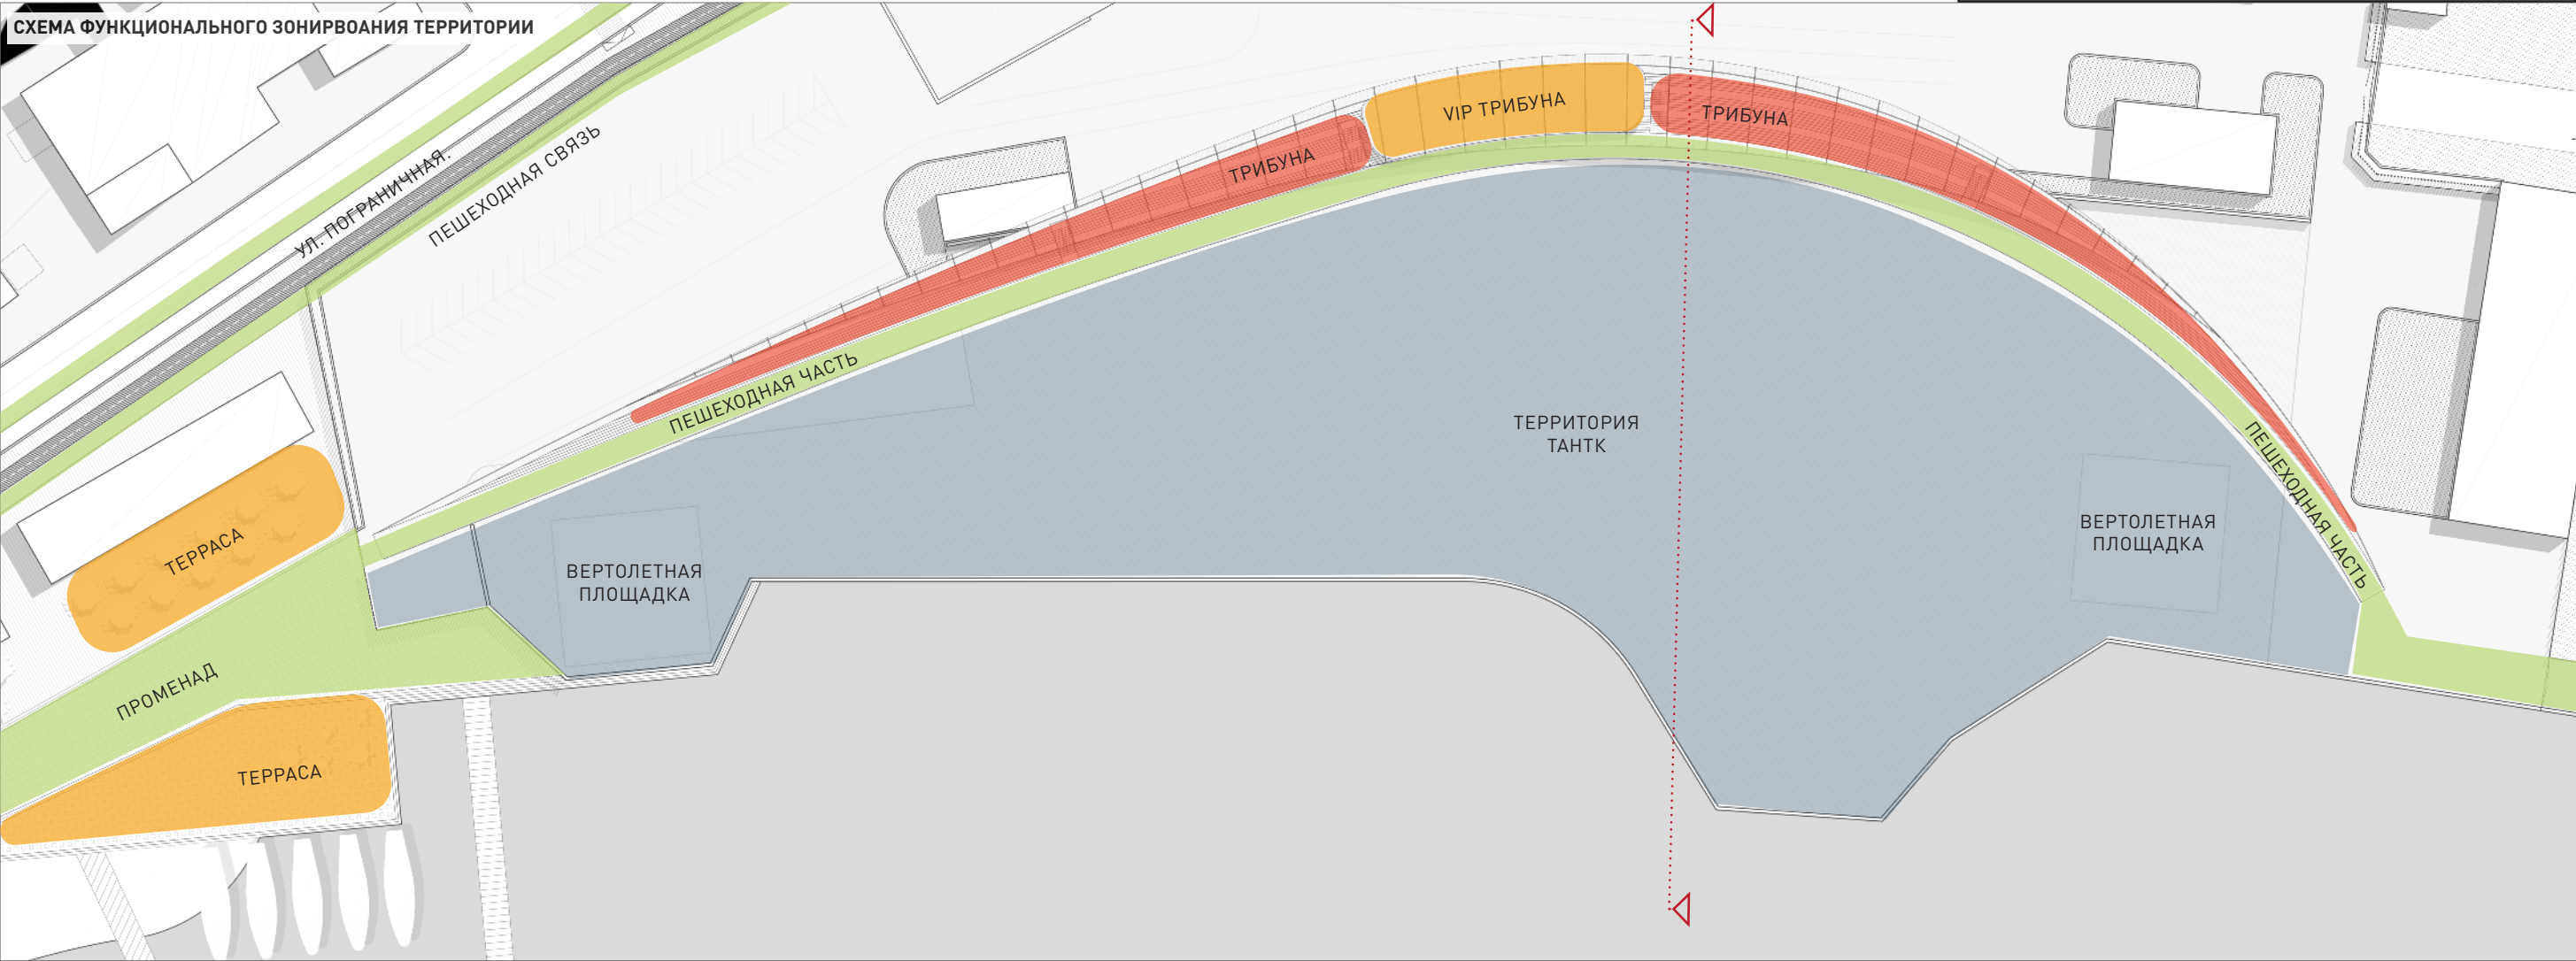 СХЕМА ФУНКЦИОНАЛЬНОГО ЗОНИРВОАНИЯ ТЕРРИТОРИИ
УЛ. ПОГРАНИЧНАЯ.
ПЕШЕХОДНАЯ СВЯЗЬ
ТРИБУНА
VIP ТРИБУНА
ТРИБУНА
ПЕШЕХОДНАЯ ЧАСТЬ
ТЕРРИТОРИЯ
ТАНТК
ПЕШЕХОДНАЯ ЧАСТЬ
ВЕРТОЛЕТНАЯ
ПЛОЩАДКА
ВЕРТОЛЕТНАЯ
ПЛОЩАДКА
ТЕРРАСА
ПРОМЕНАД
ТЕРРАСА